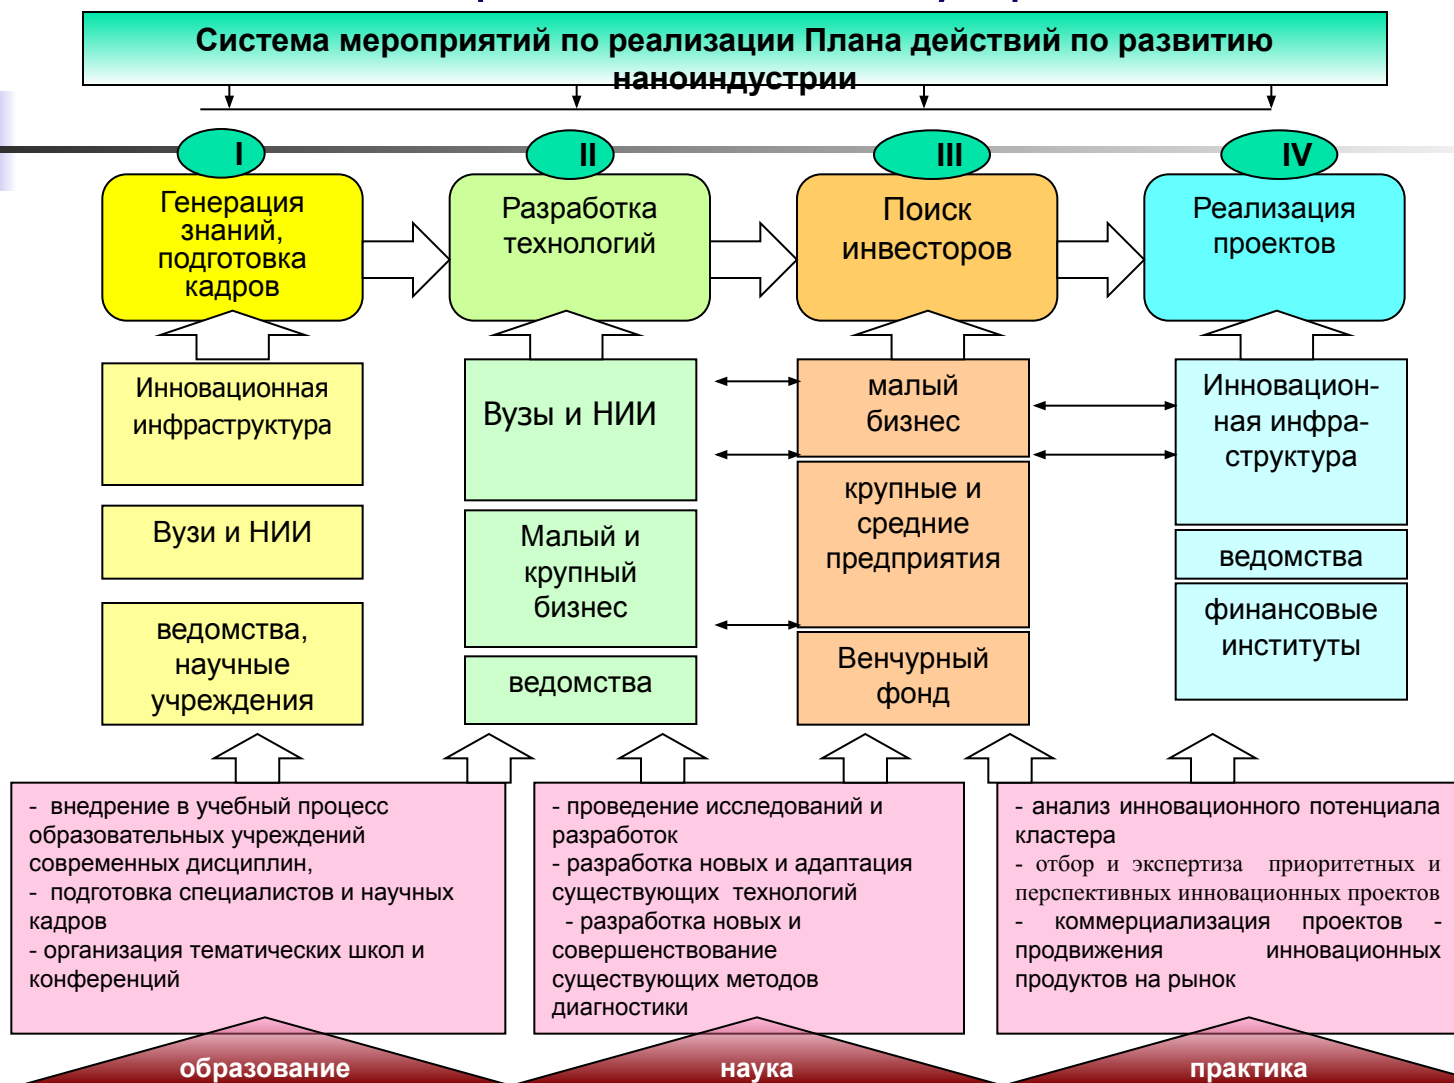 Система мероприятий по реализации Плана действий по развитию
наноиндустрии
I
II
III
IV
Генерация
знаний,
подготовка
кадров
Разработка
технологий
Поиск
инвесторов
Реализация
проектов
Инновационная
инфраструктура
Вузи и НИИ
ведомства,
научные
учреждения
Вузы и НИИ
Малый и
крупный
бизнес
ведомства
малый
бизнес
крупные и
средние
предприятия
Венчурный
фонд
Инновацион-
ная инфра-
структура
ведомства
финансовые
институты
- внедрение в учебный процесс
образовательных учреждений
современных дисциплин,
- подготовка специалистов и научных
кадров
- организация тематических школ и
конференций
- проведение исследований и
разработок
- разработка новых и адаптация
существующих технологий
- разработка новых и
совершенствование
существующих методов
диагностики
- анализ инновационного потенциала
кластера
- отбор и экспертиза приоритетных и
перспективных инновационных проектов
- коммерциализация проектов -
продвижения инновационных
продуктов на рынок
образование
наука
практика